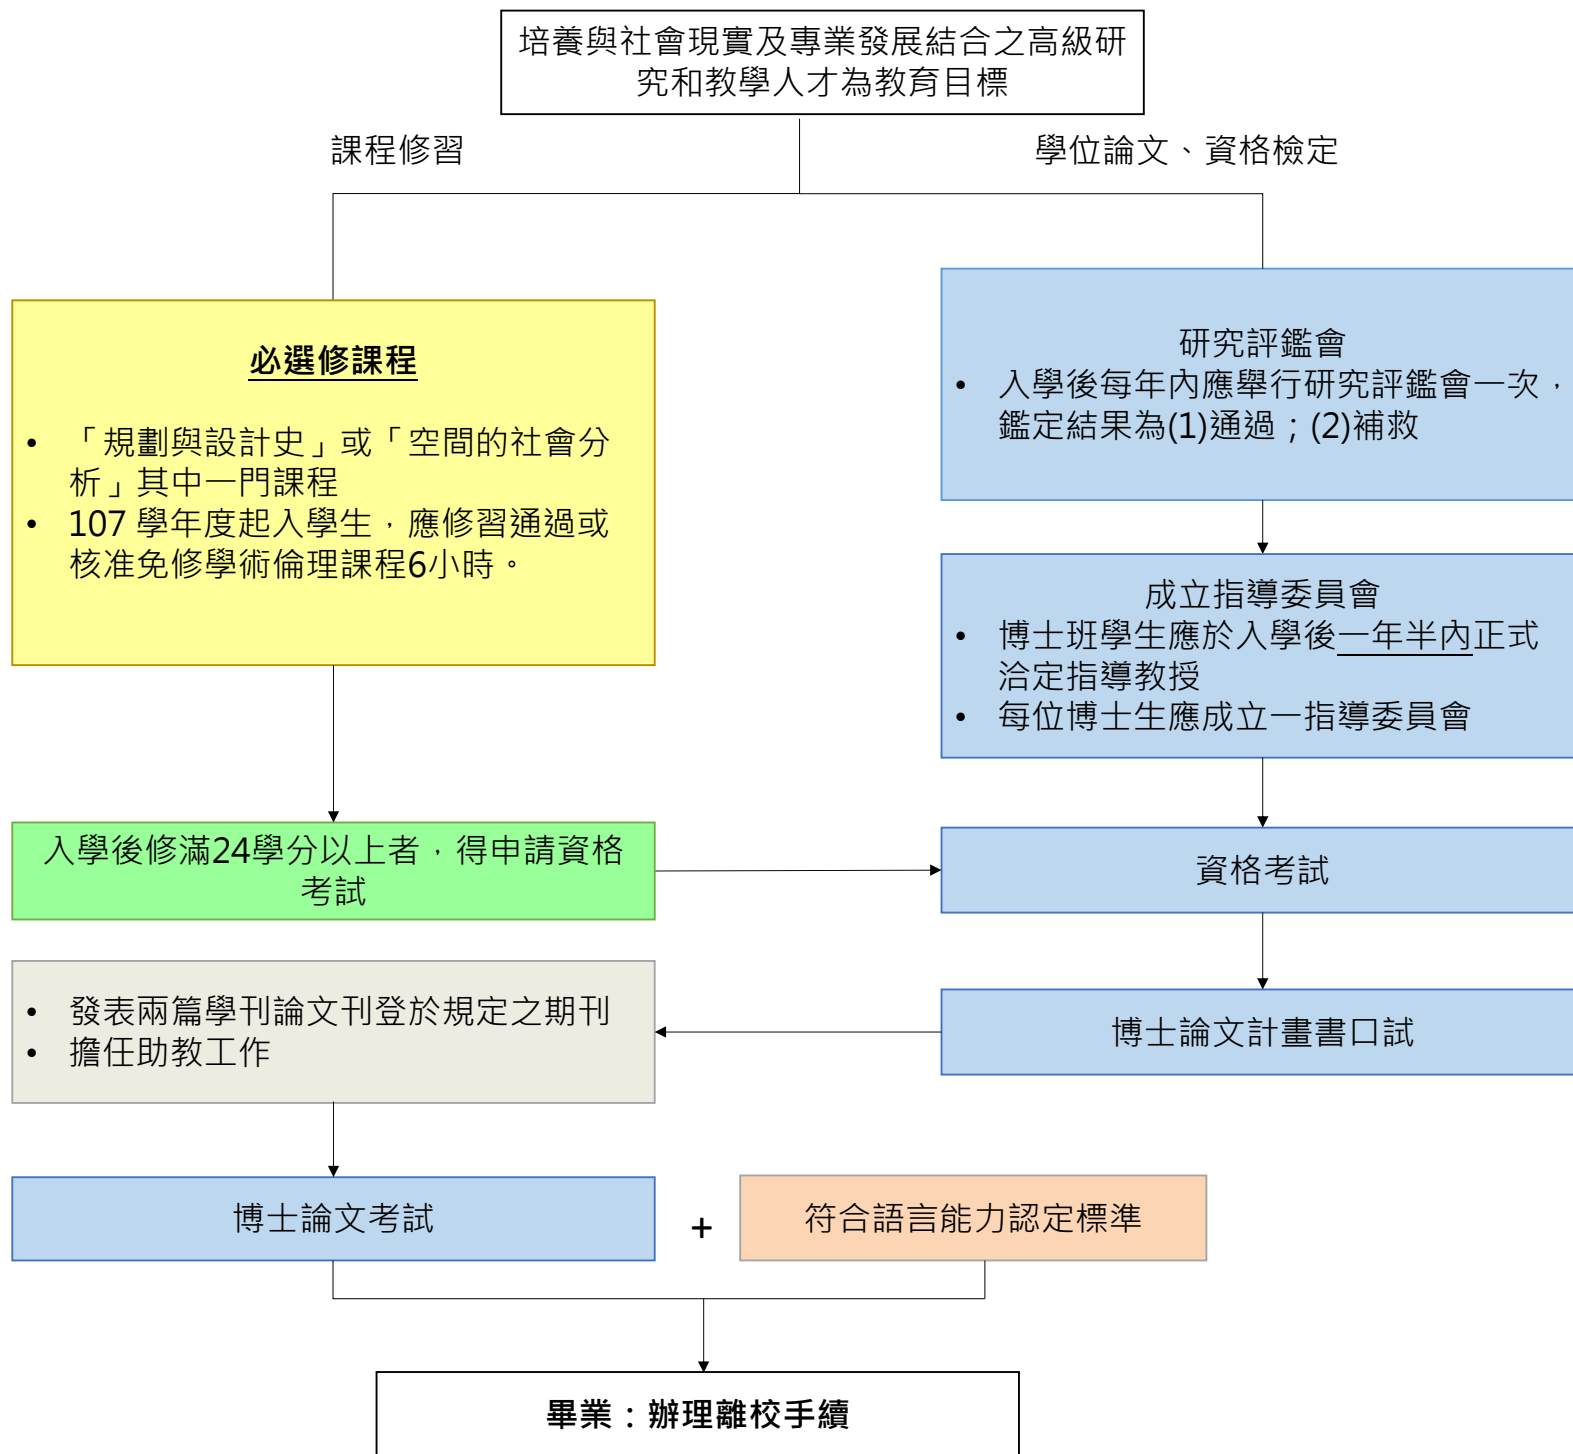 培養與社會現實及專業發展結合之高級研
究和教學人才為教育目標
課程修習
學位論文、資格檢定
必選修課程
• 「規劃與設計史」或「空間的社會分
析」其中一門課程
• 107 學年度起入學生，應修習通過或
核准免修學術倫理課程6小時。
研究評鑑會
• 入學後每年內應舉行研究評鑑會一次，
鑑定結果為(1)通過；(2)補救
成立指導委員會
• 博士班學生應於入學後一年半內正式
洽定指導教授
• 每位博士生應成立一指導委員會
入學後修滿24學分以上者，得申請資格
考試
資格考試
• 發表兩篇學刊論文刊登於規定之期刊
• 擔任助教工作
博士論文計畫書口試
博士論文考試
+
符合語言能力認定標準
畢業：辦理離校手續